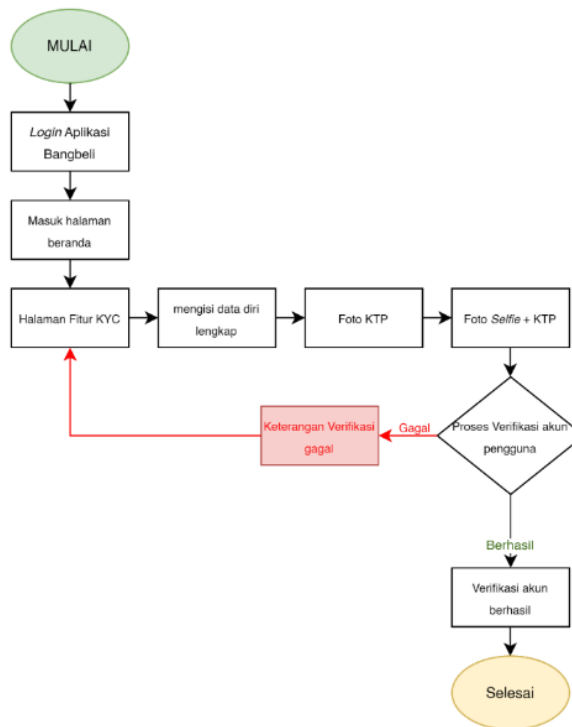 MULAI
Login Aplikasi
Bangbeli
Masuk halaman
beranda
Halaman Fitur KYC
mengisi data diri
lengkap
Foto KTP
Foto Selfie + KTP
Proses Verifikasi akun
pengguna
Gagal
Keterangan Verifikasi
gagal
Berhasil
Verifikasi akun
berhasil
Selesai